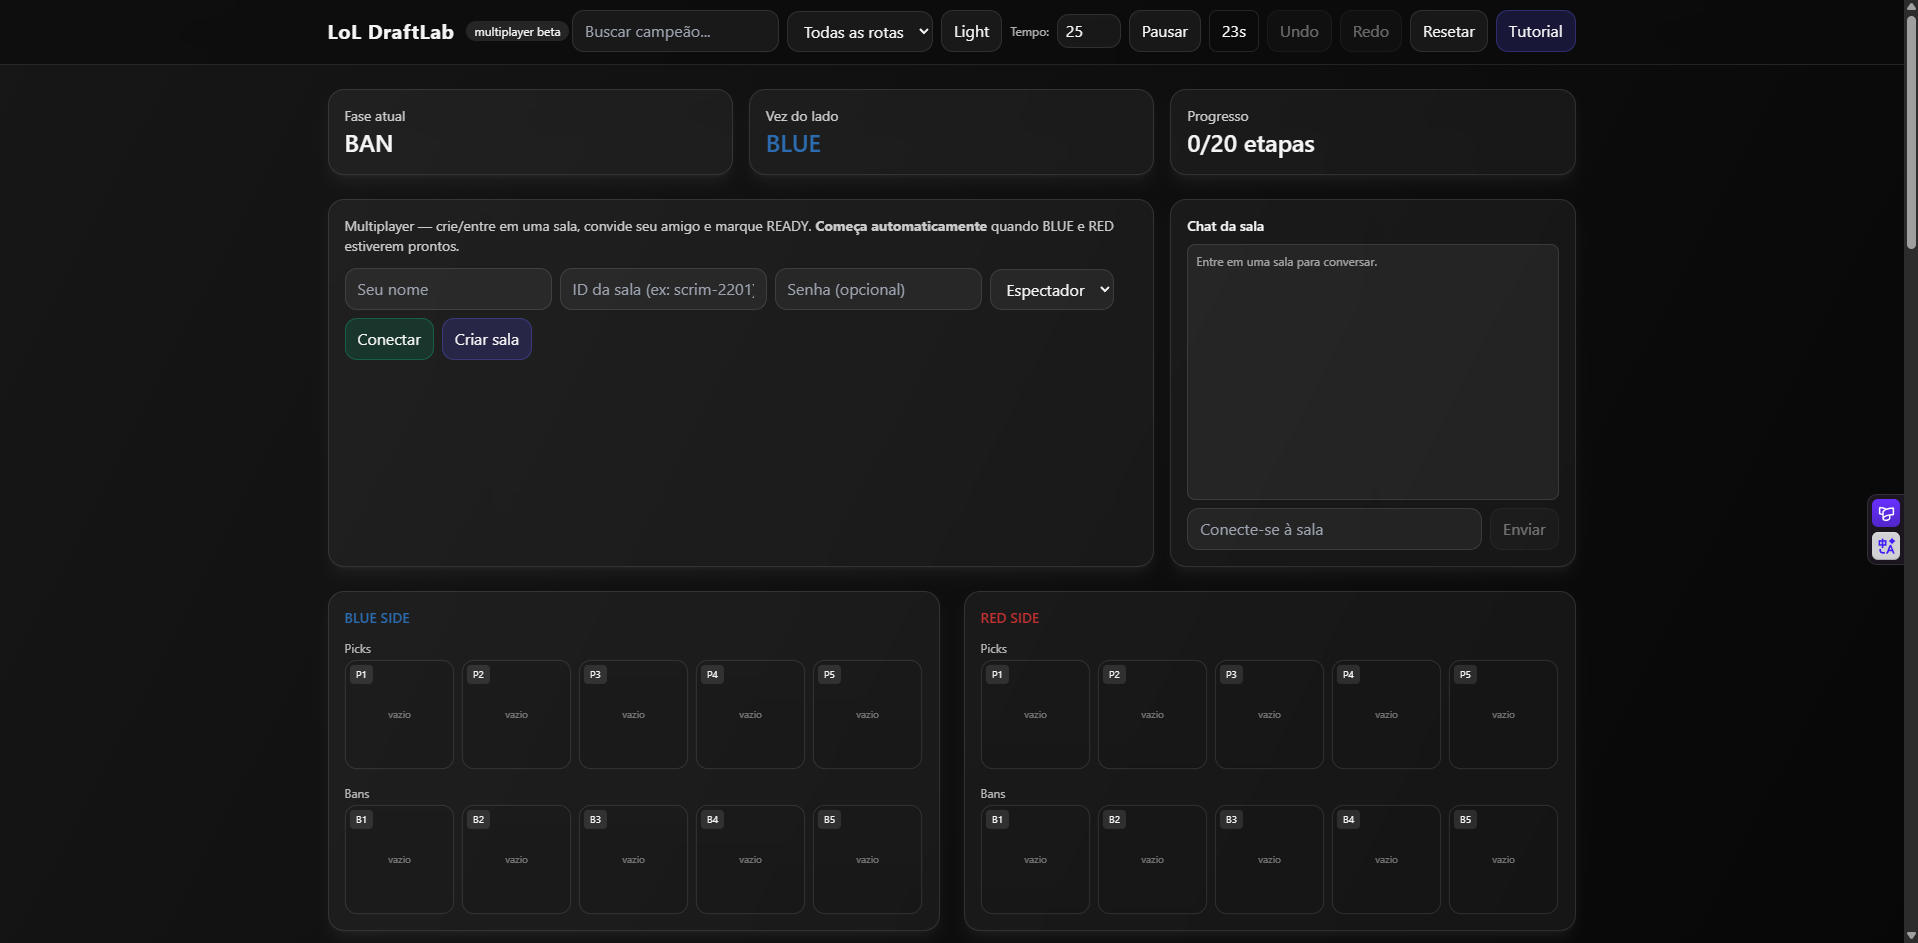 LoL DraftLab
multiplayer beta
Buscar campeão...
Todas as rotas
Light
Tempo:
25
Pausar
23s
Undo
Redo
Resetar
Tutorial
Fase atual
BAN
Vez do lado
BLUE
Progresso
0/20 etapas
Multiplayer — crie/entre em uma sala, convide seu amigo e marque READY. Começa automaticamente quando BLUE e RED
estiverem prontos.
Seu nome
ID da sala (ex: scrim-2201)
Senha (opcional)
Espectador
Conectar
Criar sala
Chat da sala
Entre em uma sala para conversar.
Conecte-se à sala
Enviar
BLUE SIDE
Picks
P1
P2
P3
P4
P5
vazio
vazio
vazio
vazio
vazio
Bans
B1
B2
B3
B4
B5
vazio
vazio
vazio
vazio
vazio
RED SIDE
Picks
P1
P2
P3
P4
P5
vazio
vazio
vazio
vazio
vazio
Bans
B1
B2
B3
B4
B5
vazio
vazio
vazio
vazio
vazio